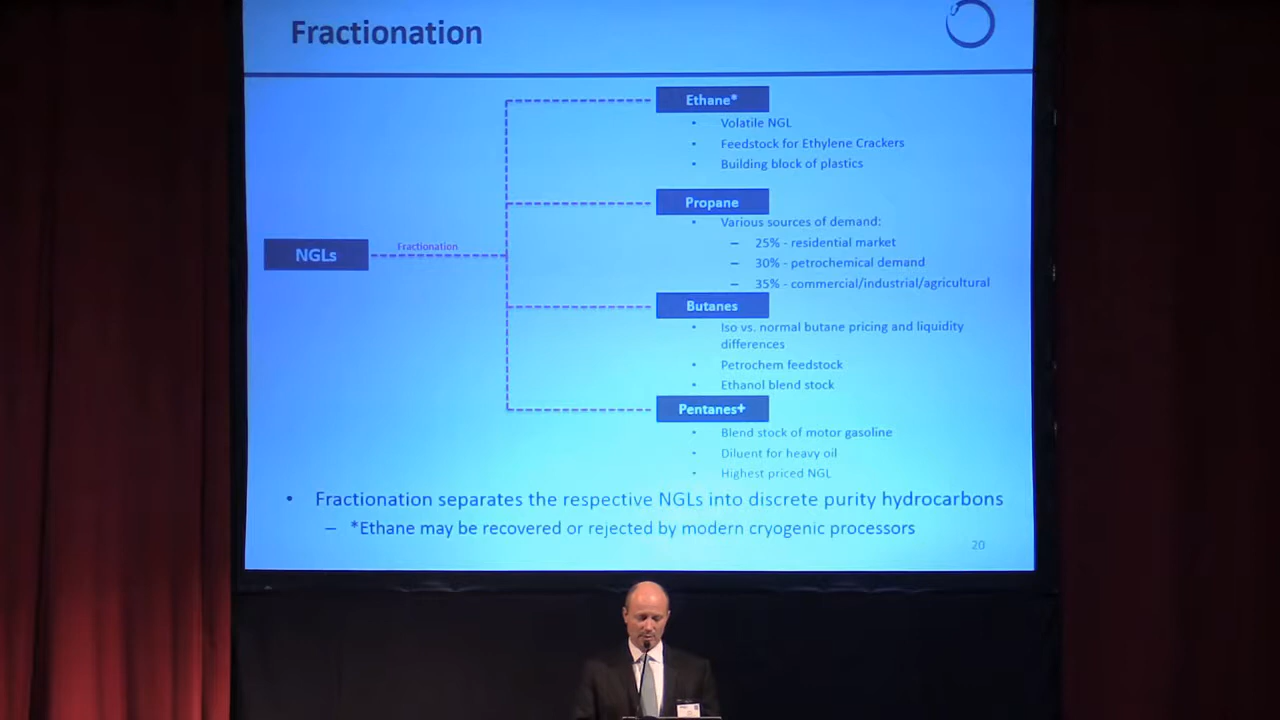 Fractionation
Ethane*
• Volatile NGL
• Feedstock for Ethylene Crackers
• Building block of plastics
Propane
• Various sources of demand:
– 25% - residential market
– 30% - petrochemical demand
– 35% - commercial/industrial/agricultural
NGLs
Fractionation
Butanes
• Iso vs. normal butane pricing and liquidity
differences
• Petrochem feedstock
• Ethanol blend stock
Pentanes+
• Blend stock of motor gasoline
• Diluent for heavy oil
• Highest priced NGL
• Fractionation separates the respective NGLs into discrete purity hydrocarbons
– *Ethane may be recovered or rejected by modern cryogenic processors
20